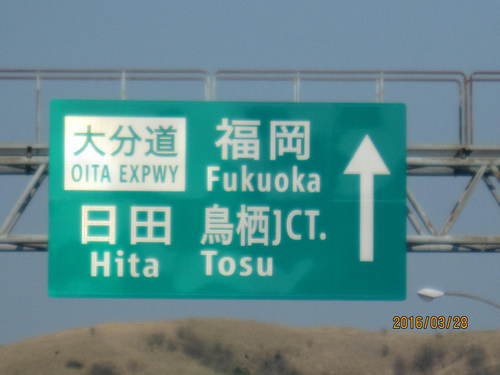 大分道
OITA EXPWY
福岡
Fukuoka
日田
Hita
鳥栖JCT.
Tosu
2016/03/28